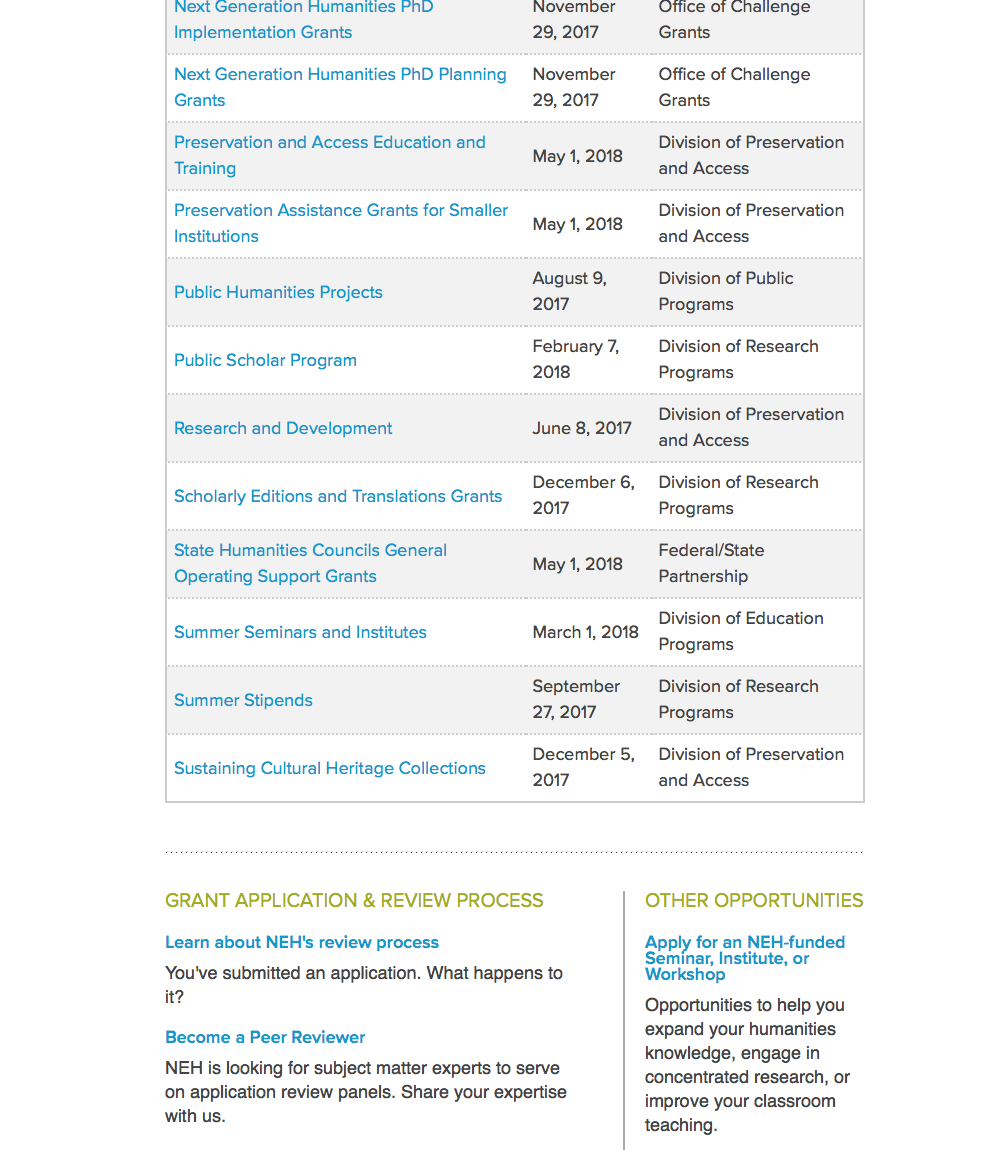 Next Generation Humanities PhD November Office of Challenge
Implementation Grants 29, 2017 Grants
Next Generation Humanities PhD Planning November Office of Challenge
Grants 29, 2017 Grants
Preservation and Access Education and Division of Preservation
May 1, 2018
Training and Access
Preservation Assistance Grants for Smaller Division of Preservation
May 1, 2018
Institutions and Access
August 9, Division of Public
Public Humanities Projects
2017 Programs
February 7, Division of Research
Public Scholar Program
2018 Programs
Division of Preservation
Research and Development June 8, 2017
and Access
December 6, Division of Research
Scholarly Editions and Translations Grants
2017 Programs
State Humanities Councils General Federal/State
May 1, 2018
Operating Support Grants Partnership
Division of Education
Summer Seminars and Institutes March 1, 2018
Programs
September Division of Research
Summer Stipends
27, 2017 Programs
December 5, Division of Preservation
Sustaining Cultural Heritage Collections
2017 and Access
GRANT APPLICATION & REVIEW PROCESS
Learn about NEH's review process
You've submitted an application. What happens to
it?
Become a Peer Reviewer
NEH is looking for subject matter experts to serve
on application review panels. Share your expertise
with us.
OTHER OPPORTUNITIES
Apply for an NEH-funded
Seminar, Institute, or
Workshop
Opportunities to help you
expand your humanities
knowledge, engage in
concentrated research, or
improve your classroom
teaching.